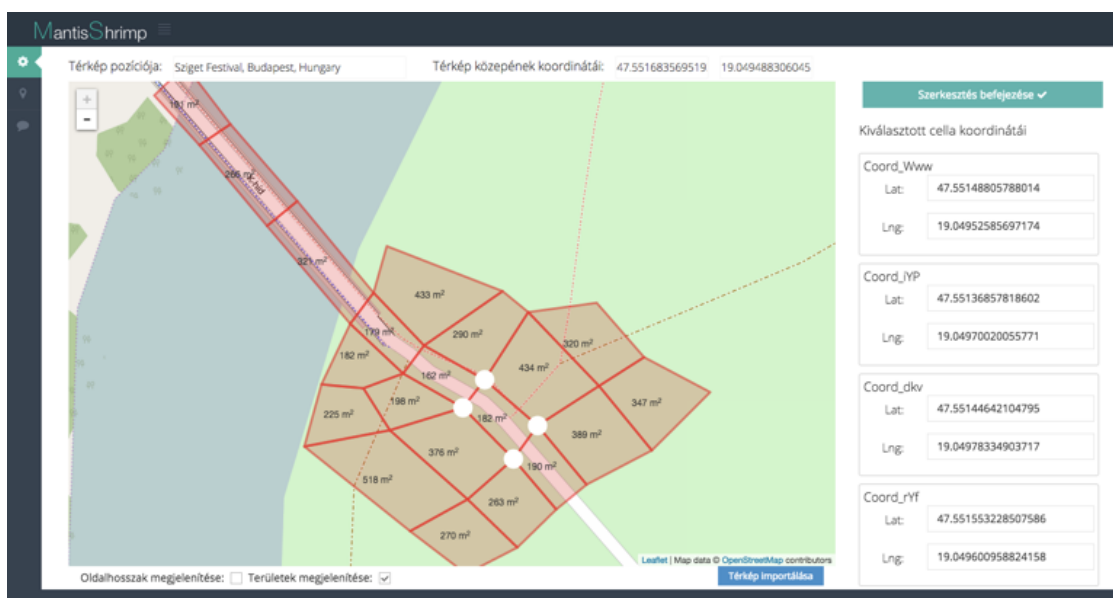 MantisShrimp
Térkép pozíciója: Sziget Festival, Budapest, Hungary
Térkép közepének koordinátái: 47.551683569519 19.049488306045
+
-
191 m²
266 m²
321 m²
433 m²
179 m²
290 m²
320 m²
182 m²
434 m²
162 m²
198 m²
347 m²
225 m²
182 m²
389 m²
376 m²
190 m²
518 m²
263 m²
270 m²
Leaflet | Map data © OpenStreetMap contributors
Oldalhosszak megjelenítése: Területek megjelenítése:
Térkép importálása
Szerkesztés befejezése
Kiválasztott cella koordinátái
Coord_Www
Lat: 47.55148805788014
Lng: 19.04952585697174
Coord_iYP
Lat: 47.55136857818602
Lng: 19.04970020055771
Coord_dkv
Lat: 47.55144642104795
Lng: 19.04978334903717
Coord_rYf
Lat: 47.551553228507586
Lng: 19.049600958824158